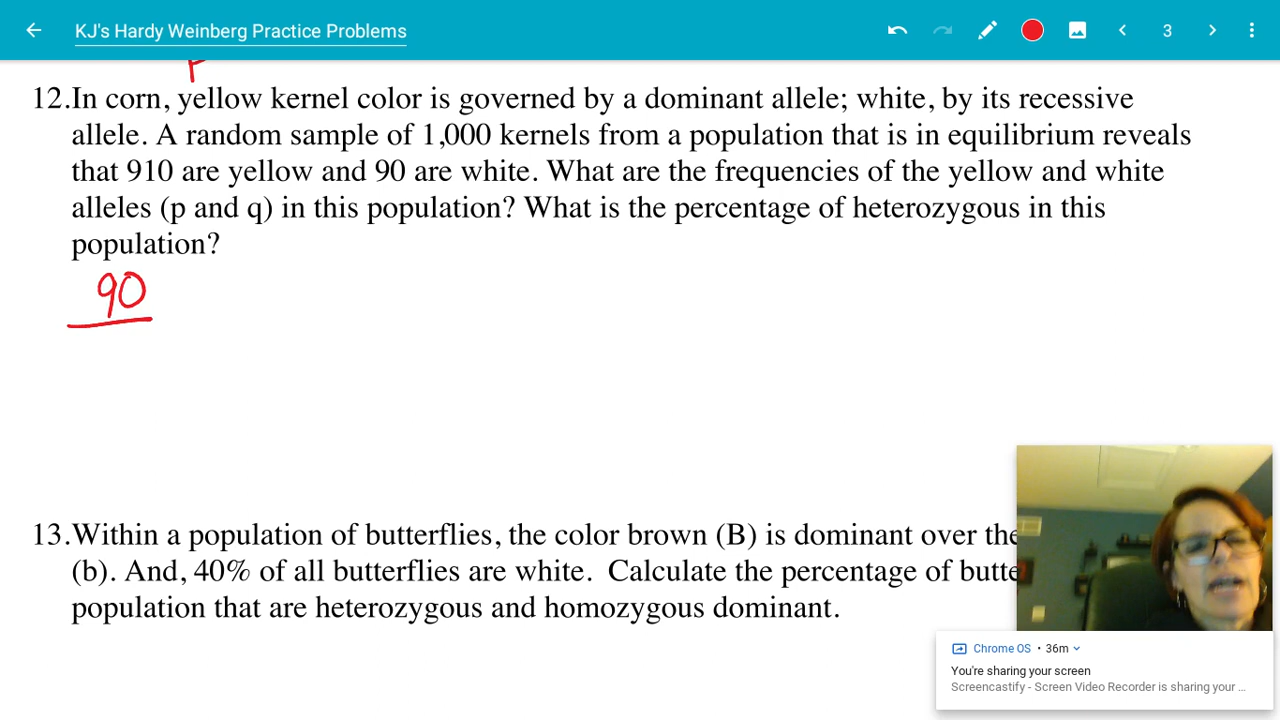 KJ's Hardy Weinberg Practice Problems
3
12.In corn, yellow kernel color is governed by a dominant allele; white, by its recessive
allele. A random sample of 1,000 kernels from a population that is in equilibrium reveals
that 910 are yellow and 90 are white. What are the frequencies of the yellow and white
alleles (p and q) in this population? What is the percentage of heterozygous in this
population?
90
13.Within a population of butterflies, the color brown (B) is dominant over the
(b). And, 40% of all butterflies are white. Calculate the percentage of butte
population that are heterozygous and homozygous dominant.
Chrome OS • 36m
You're sharing your screen
Screencastify - Screen Video Recorder is sharing your ...